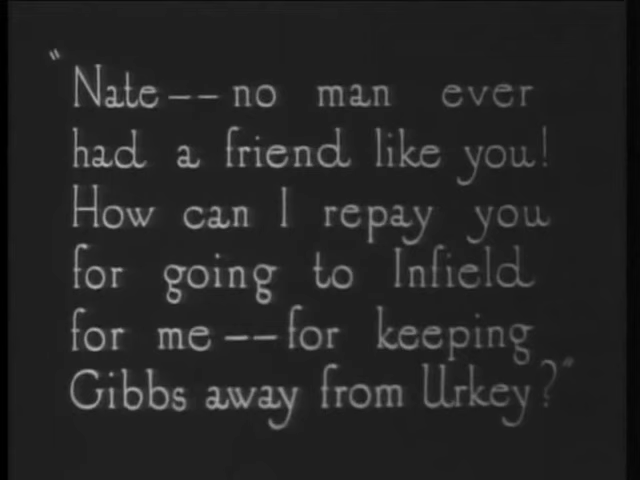 "Nate -- no man ever
had a friend like you!
How can I repay you
for going to Infield
for me -- for keeping
Gibbs away from Urkey?"